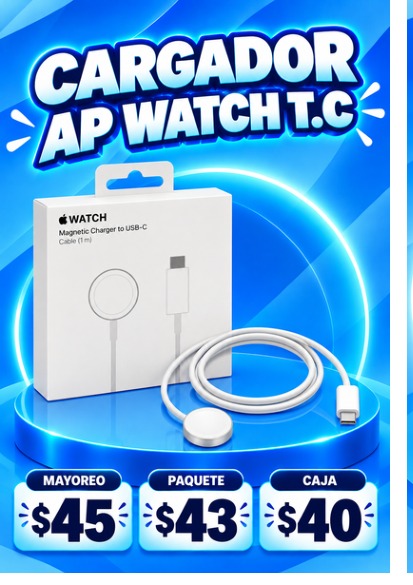 CARGADOR
AP WATCH T.C
WATCH
Magnetic Charger to USB-C
Cable (1 m)
MAYOREO
$45
PAQUETE
$43
CAJA
$40